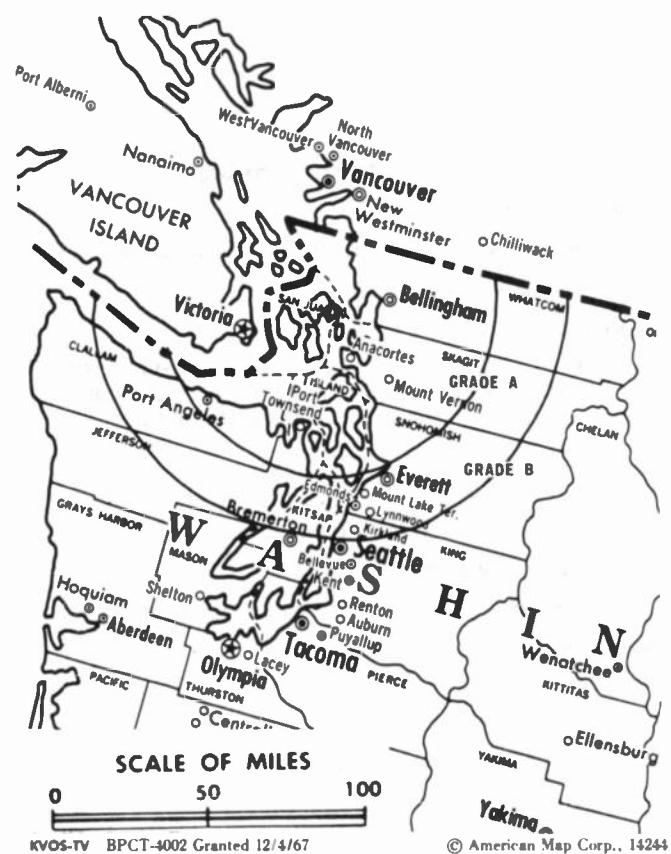 Port Alberni
West Vancouver
North
Vancouver
Nanaimo
Vancouver
New
Westminster
VANCOUVER
ISLAND
Chilliwack
Victoria
SAN JUAN
Bellingham
WHATCOM
CLALLAM
Anacortes
SKAGIT
GRADE A
ISLAND
Mount Vernon
Port Angeles
Port
Townsend
SNOHOMISH
CHELAN
JEFFERSON
Everett
GRADE B
Edmonds
Mount Lake Ter.
Lynnwood
GRAYS HARBOR
Bremerton
KITSAP
Kirkland
KING
WASHIN
MASON
Seattle
Bellevue
Kent
Shelton
Renton
Hoquiam
Auburn
Aberdeen
Puyallup
Tacoma
Wenatchee
Olympia
Lacey
PIERCE
KITTITAS
PACIFIC
THURSTON
Ellensburg
YAKIMA
SCALE OF MILES
0 50 100
Yakima
KVOS-TV BPCT-4002 Granted 12/4/67
© American Map Corp., 14244